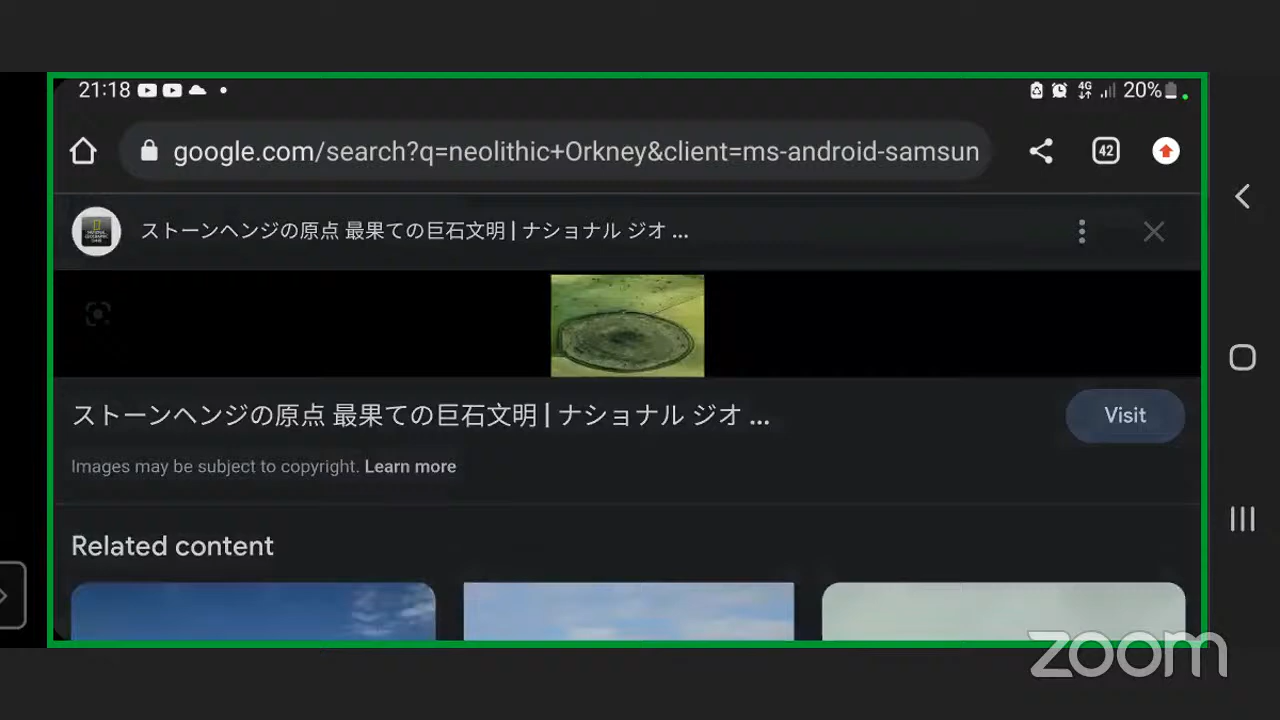 21:18
4G
20%
google.com/search?q=neolithic+Orkney&client=ms-android-samsun
42
ストーンヘンジの原点 最果ての巨石文明 | ナショナル ジオ ...
ストーンヘンジの原点 最果ての巨石文明 | ナショナル ジオ ...
Visit
Images may be subject to copyright. Learn more
Related content
zoom